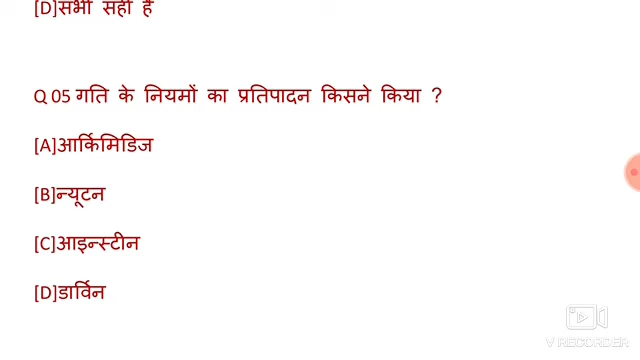 [D]सभी सही हैं
Q 05 गति के नियमों का प्रतिपादन किसने किया ?
[A]आर्किमिडिज
[B]न्यूटन
[C]आइन्स्टीन
[D]डार्विन
V RECORDER